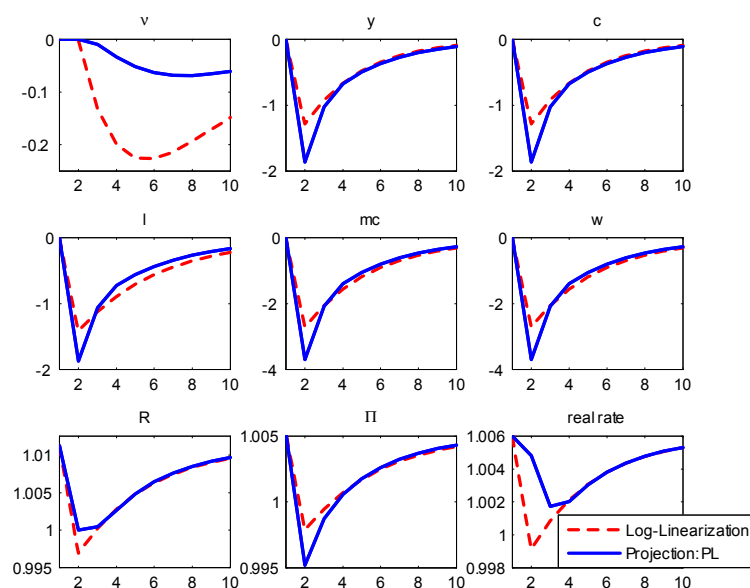 ν
y
c
0
-0.1
-0.2
2 4 6 8 10
0
-1
-2
2 4 6 8 10
0
-1
-2
2 4 6 8 10
l
mc
w
0
-1
-2
2 4 6 8 10
0
-2
-4
2 4 6 8 10
0
-2
-4
2 4 6 8 10
R
Π
real rate
1.01
1.005
1
0.995
2 4 6 8 10
1.005
1
0.995
2 4 6 8 10
1.006
1.004
1.002
1
0.998
2 4 6 8 10
Log-Linearization
Projection: PL